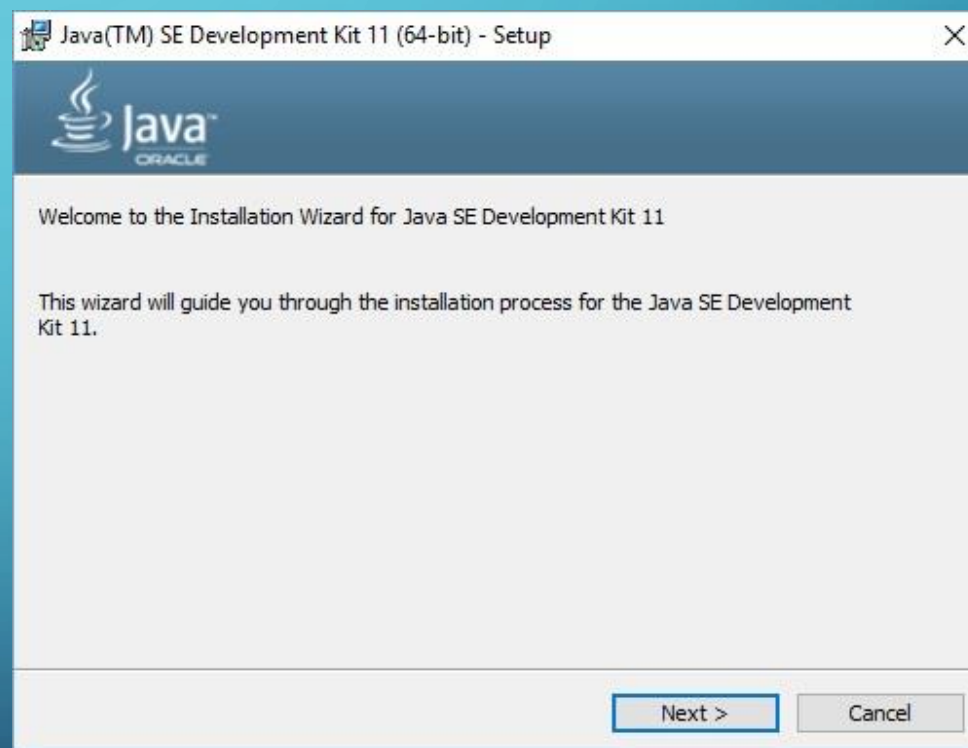 Java(TM) SE Development Kit 11 (64-bit) - Setup
Java™
ORACLE
Welcome to the Installation Wizard for Java SE Development Kit 11
This wizard will guide you through the installation process for the Java SE Development
Kit 11.
Next >
Cancel